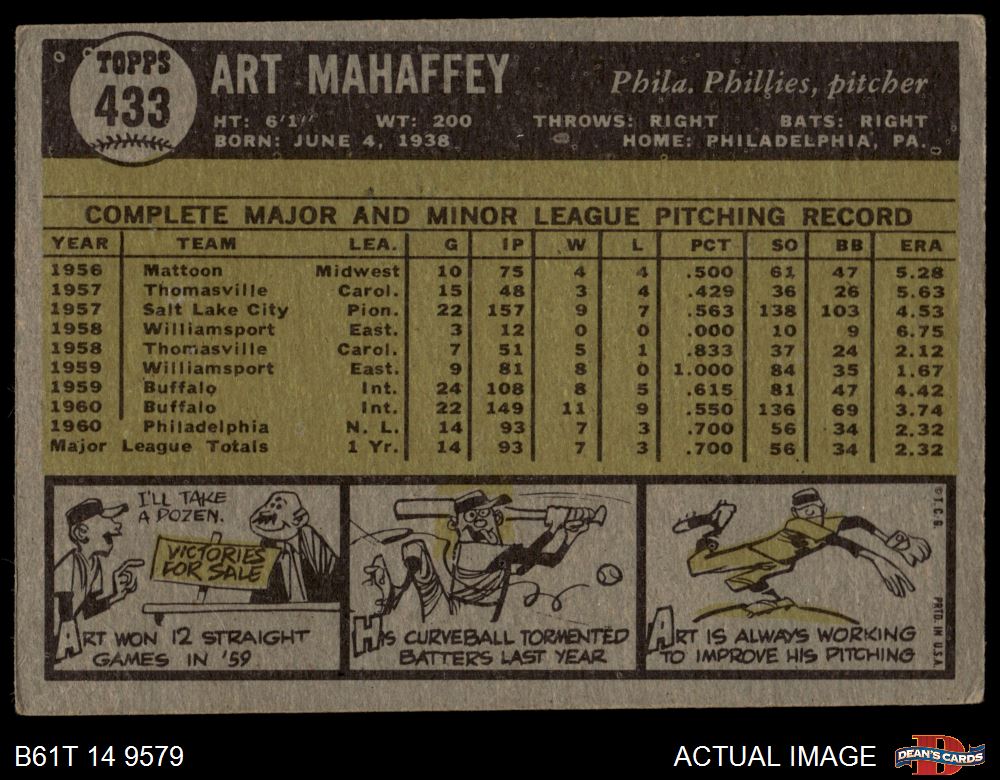 TOPPS
433
ART MAHAFFEY
Phila. Phillies, pitcher
HT: 6'1" WT: 200 THROWS: RIGHT BATS: RIGHT
BORN: JUNE 4, 1938 HOME: PHILADELPHIA, PA.
COMPLETE MAJOR AND MINOR LEAGUE PITCHING RECORD
YEAR TEAM LEA. G IP W L PCT SO BB ERA
1956 Mattoon Midwest 10 75 4 4 .500 61 47 5.28
1957 Thomasville Carol. 15 48 3 4 .429 36 26 5.63
1957 Salt Lake City Pion. 22 157 9 7 .563 138 103 4.53
1958 Williamsport East. 3 12 0 0 .000 10 9 6.75
1958 Thomasville Carol. 7 51 5 1 .833 37 24 2.12
1959 Williamsport East. 9 81 8 0 1.000 84 35 1.67
1959 Buffalo Int. 24 108 8 5 .615 81 47 4.42
1960 Buffalo Int. 22 149 11 9 .550 136 69 3.74
1960 Philadelphia N. L. 14 93 7 3 .700 56 34 2.32
Major League Totals 1 Yr. 14 93 7 3 .700 56 34 2.32
I'LL TAKE
A DOZEN.
VICTORIES
FOR SALE
ART WON 12 STRAIGHT
GAMES IN '59
HIS CURVEBALL TORMENTED
BATTERS LAST YEAR
ART IS ALWAYS WORKING
TO IMPROVE HIS PITCHING
© T. C. G.
PRTD. IN U.S.A.
B61T 14 9579
ACTUAL IMAGE
DEAN'S CARDS